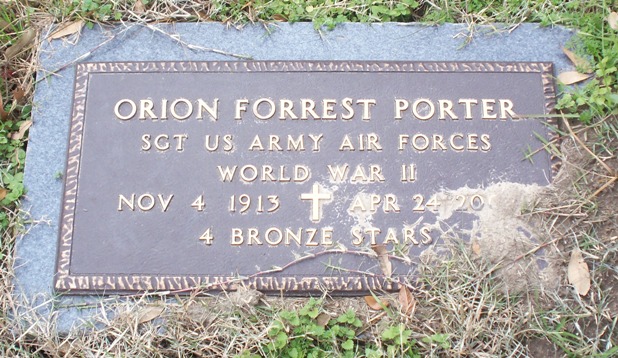 ORION FORREST PORTER
SGT US ARMY AIR FORCES
WORLD WAR II
NOV 4 1913 APR 24
4 BRONZE STARS